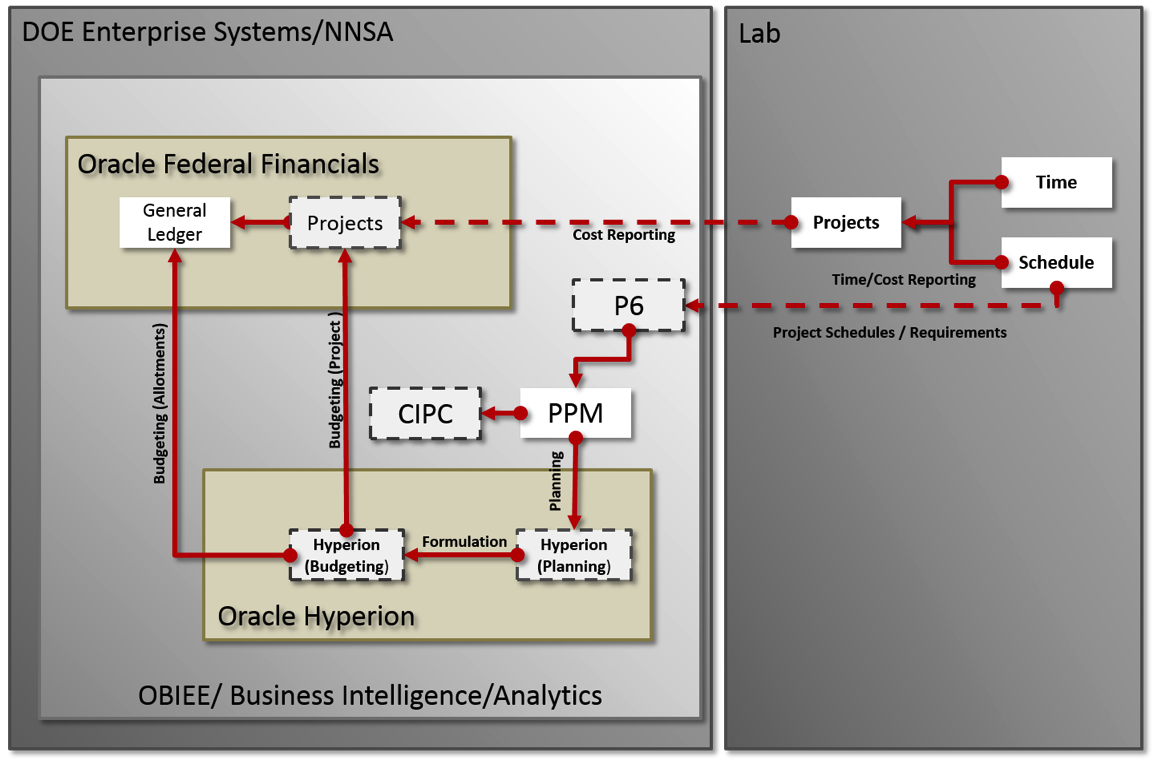 DOE Enterprise Systems/NNSA
Lab
Oracle Federal Financials
General
Ledger
Projects
Cost Reporting
Projects
Time
Schedule
Time/Cost Reporting
P6
Project Schedules / Requirements
Budgeting (Allotments)
Budgeting (Project )
CIPC
PPM
Planning
Hyperion
(Budgeting)
Formulation
Hyperion
(Planning)
Oracle Hyperion
OBIEE/ Business Intelligence/Analytics